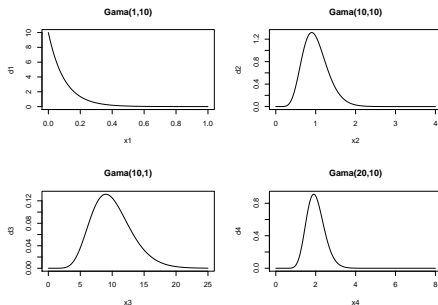 Gama(1,10)
d1
10
8
6
4
2
0
0.0 0.2 0.4 0.6 0.8 1.0
x1
Gama(10,10)
d2
1.2
0.8
0.4
0.0
0 1 2 3 4
x2
Gama(10,1)
d3
0.12
0.08
0.04
0.00
0 5 10 15 20 25
x3
Gama(20,10)
d4
0.8
0.4
0.0
0 2 4 6 8
x4